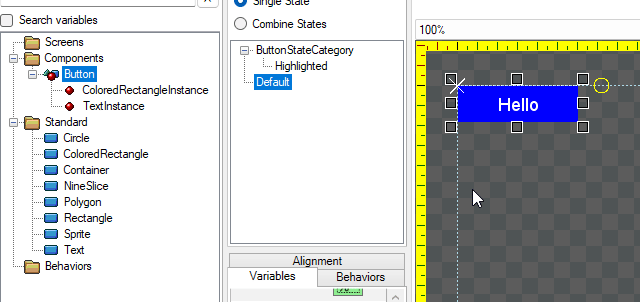 Search variables
Screens
Components
Button
ColoredRectangleInstance
TextInstance
Standard
Circle
ColoredRectangle
Container
NineSlice
Polygon
Rectangle
Sprite
Text
Behaviors
Single State
Combine States
ButtonStateCategory
Highlighted
Default
Alignment
Variables
Behaviors
100%
Hello